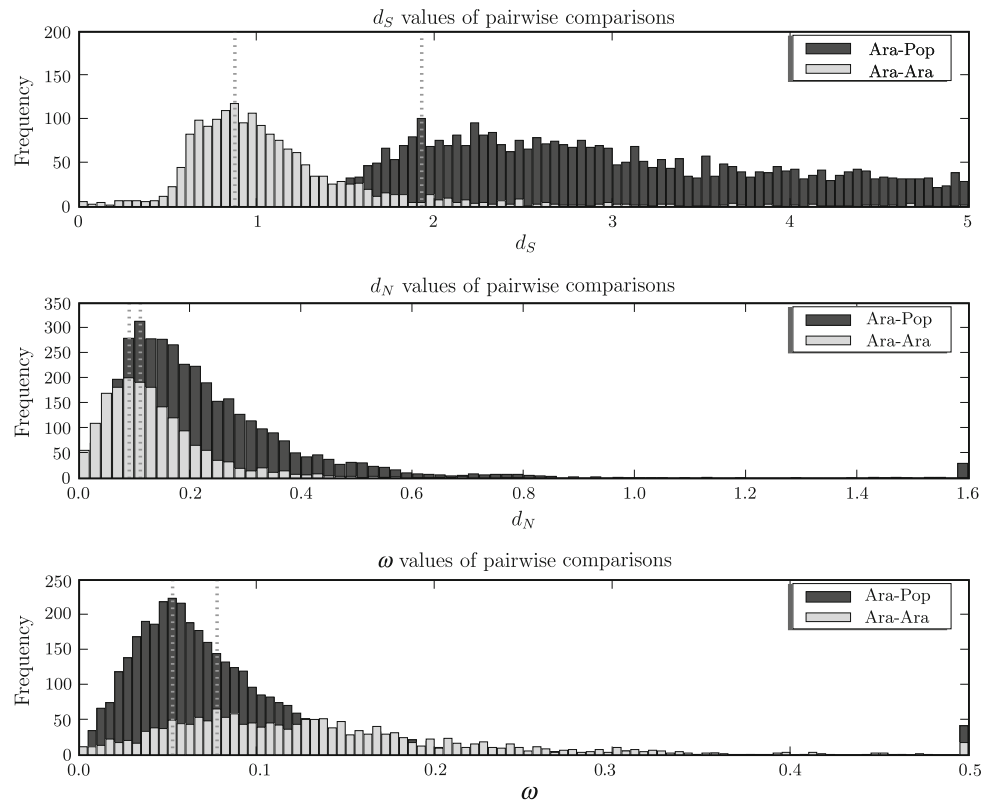 d_S values of pairwise comparisons
200
150
100
50
0
Frequency
Ara-Pop
Ara-Ara
0 1 2 3 4 5
d_S
d_N values of pairwise comparisons
350
300
250
200
150
100
50
0
Frequency
Ara-Pop
Ara-Ara
0.0 0.2 0.4 0.6 0.8 1.0 1.2 1.4 1.6
d_N
ω values of pairwise comparisons
250
200
150
100
50
0
Frequency
Ara-Pop
Ara-Ara
0.0 0.1 0.2 0.3 0.4 0.5
ω